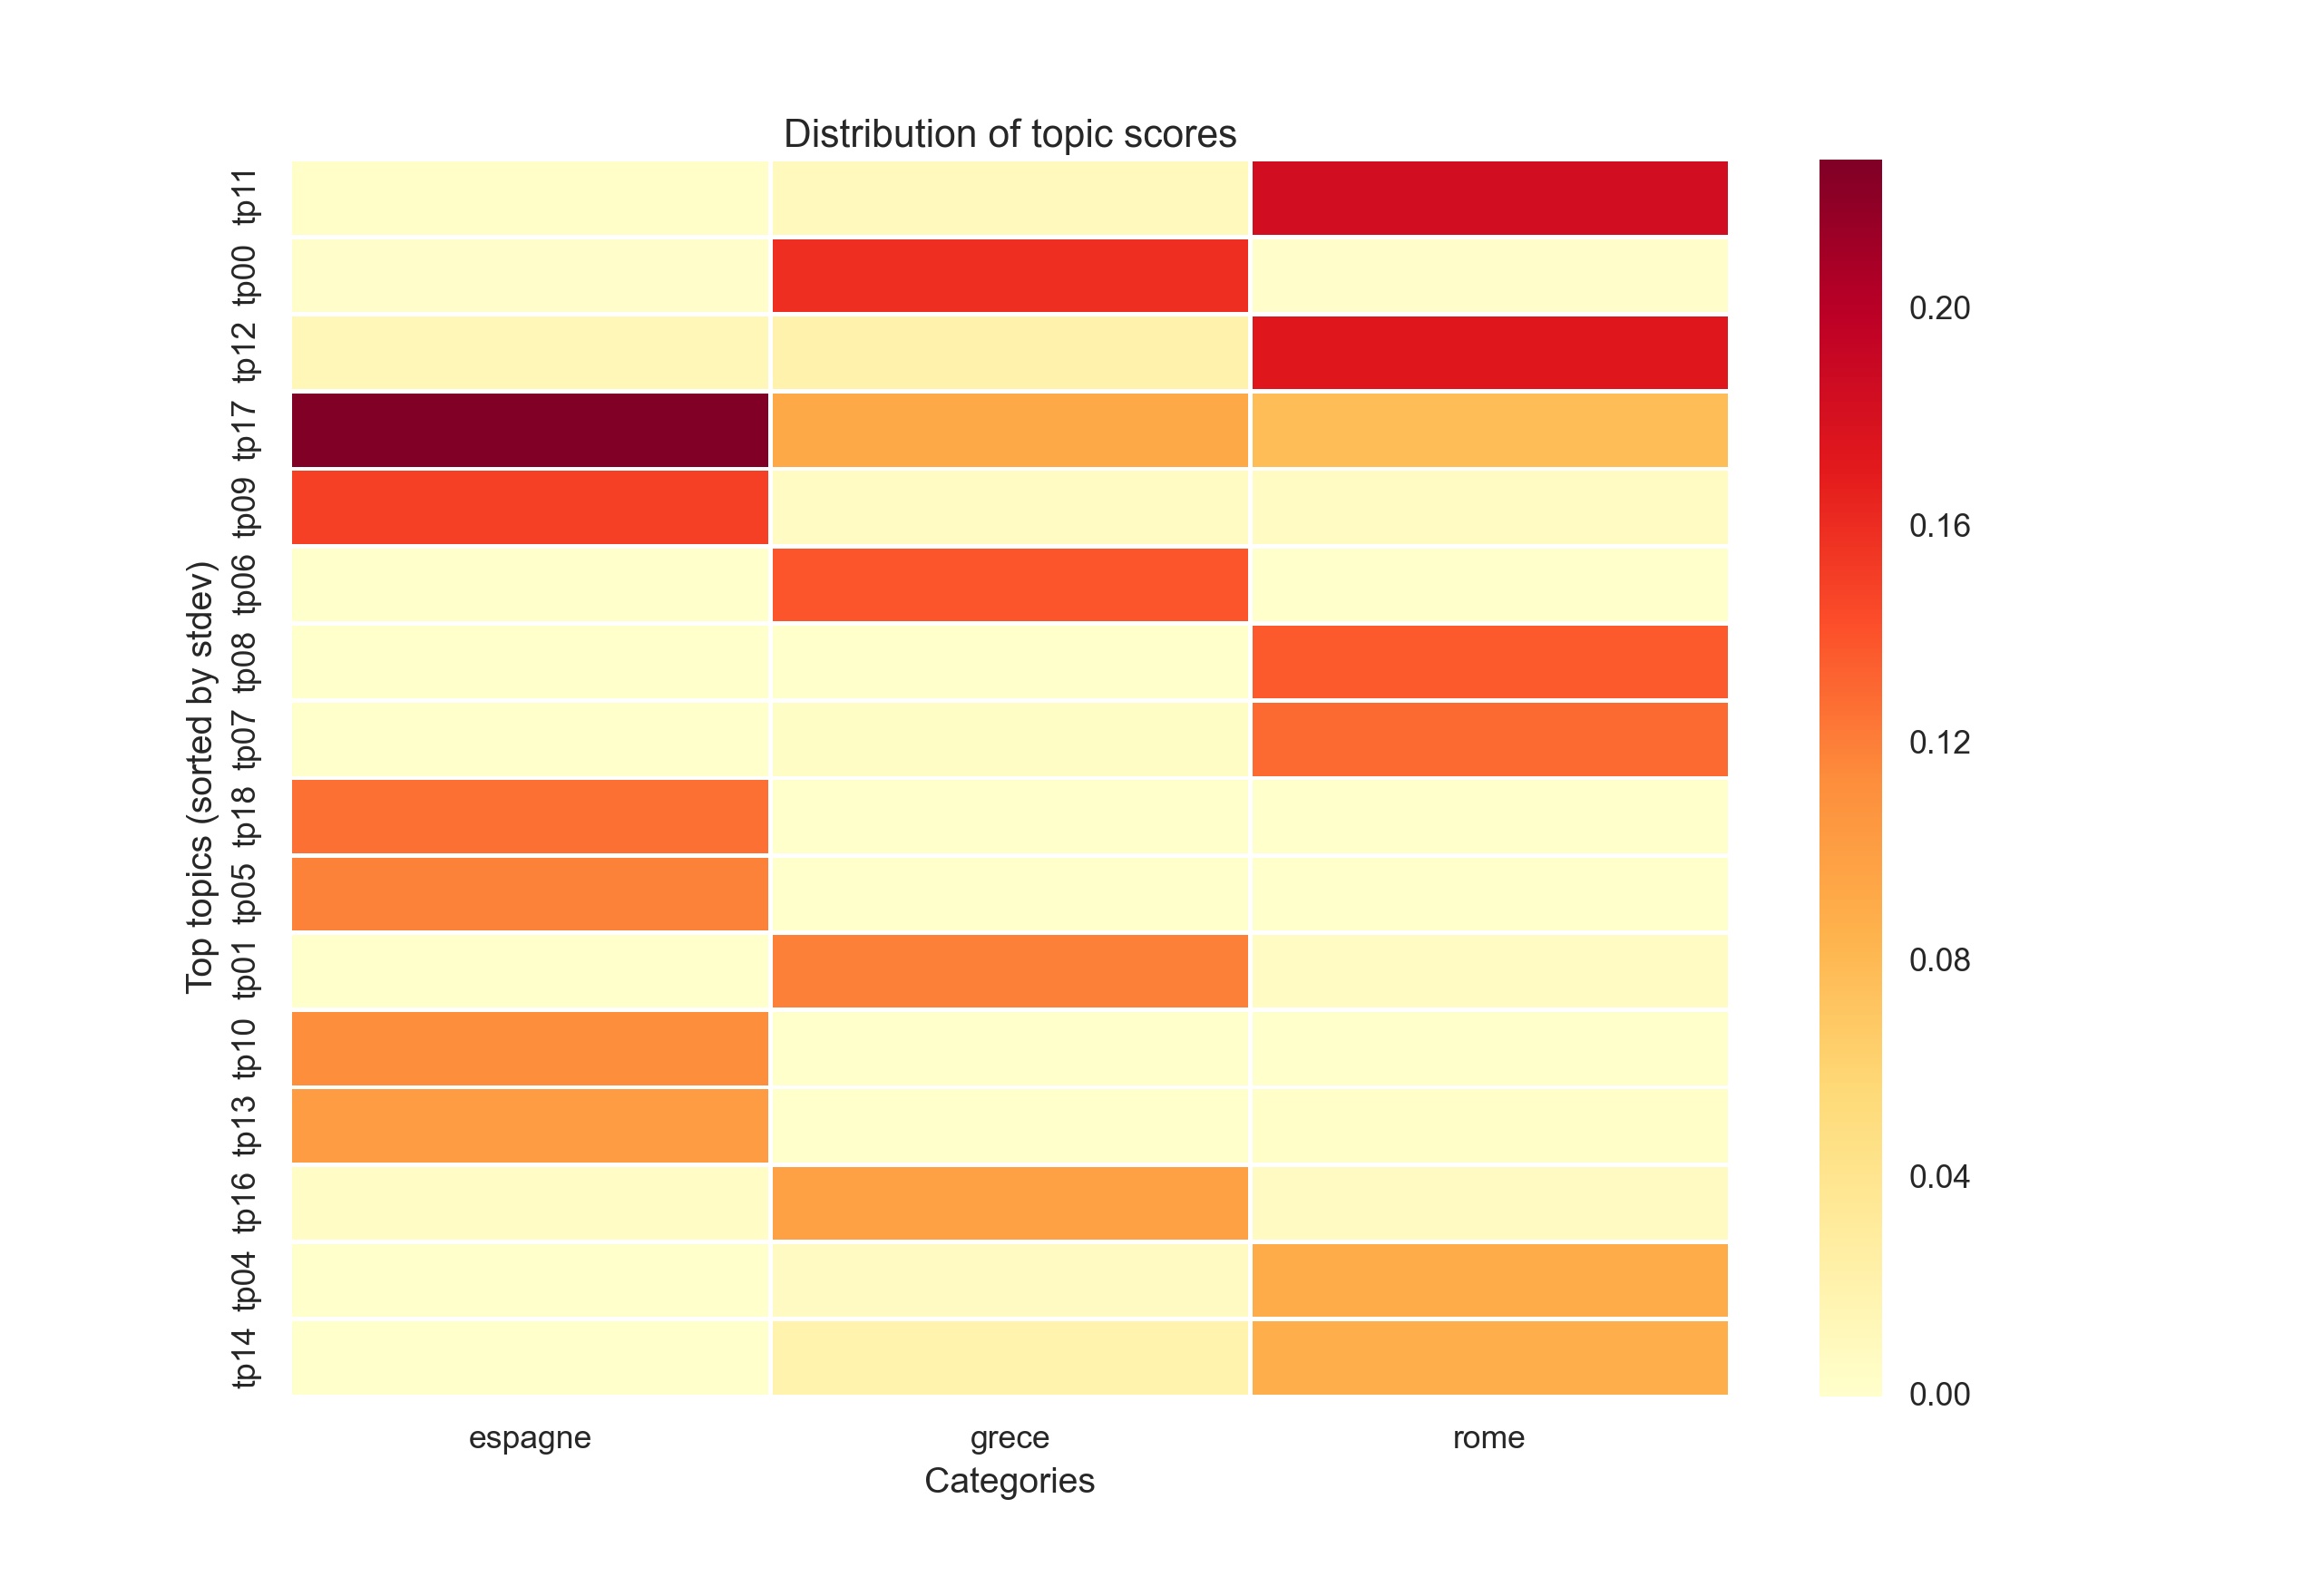 Distribution of topic scores
Top topics (sorted by stdev)
tp11
tp00
tp12
tp17
tp09
tp06
tp08
tp07
tp18
tp05
tp01
tp10
tp13
tp16
tp04
tp14
espagne
grece
rome
Categories
0.20
0.16
0.12
0.08
0.04
0.00